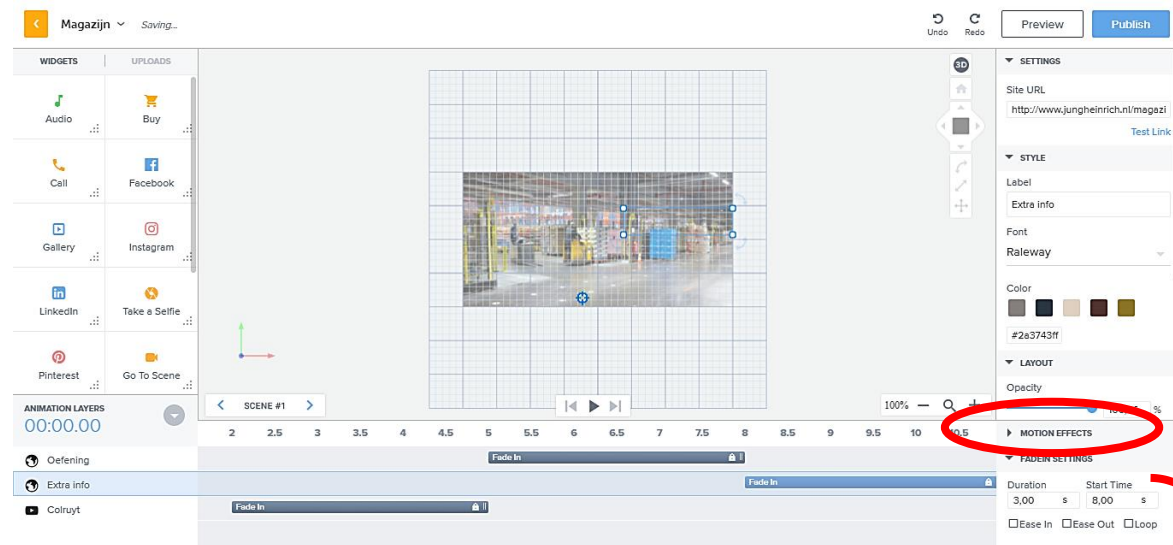 Magazijn
Saving...
Undo
Redo
Preview
Publish
WIDGETS
UPLOADS
Audio
Buy
Call
Facebook
Gallery
Instagram
LinkedIn
Take a Selfie
Pinterest
Go To Scene
3D
SCENE #1
100%
SETTINGS
Site URL
http://www.jungheinrich.nl/magazi
Test Link
STYLE
Label
Extra info
Font
Raleway
Color
#2a3743ff
LAYOUT
Opacity
%
MOTION EFFECTS
FADEIN SETTINGS
Duration
Start Time
3,00 s
8,00 s
Ease In
Ease Out
Loop
ANIMATION LAYERS
00:00.00
2 2.5 3 3.5 4 4.5 5 5.5 6 6.5 7 7.5 8 8.5 9 9.5 10 10.5
Oefening
Fade In
Extra info
Fade In
Colruyt
Fade In